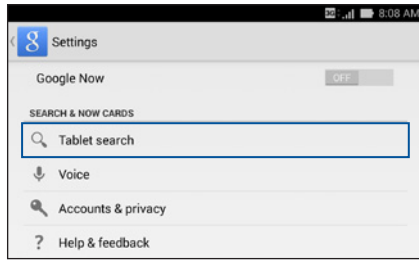 8:08 AM
Settings
Google Now
OFF
SEARCH & NOW CARDS
Tablet search
Voice
Accounts & privacy
Help & feedback